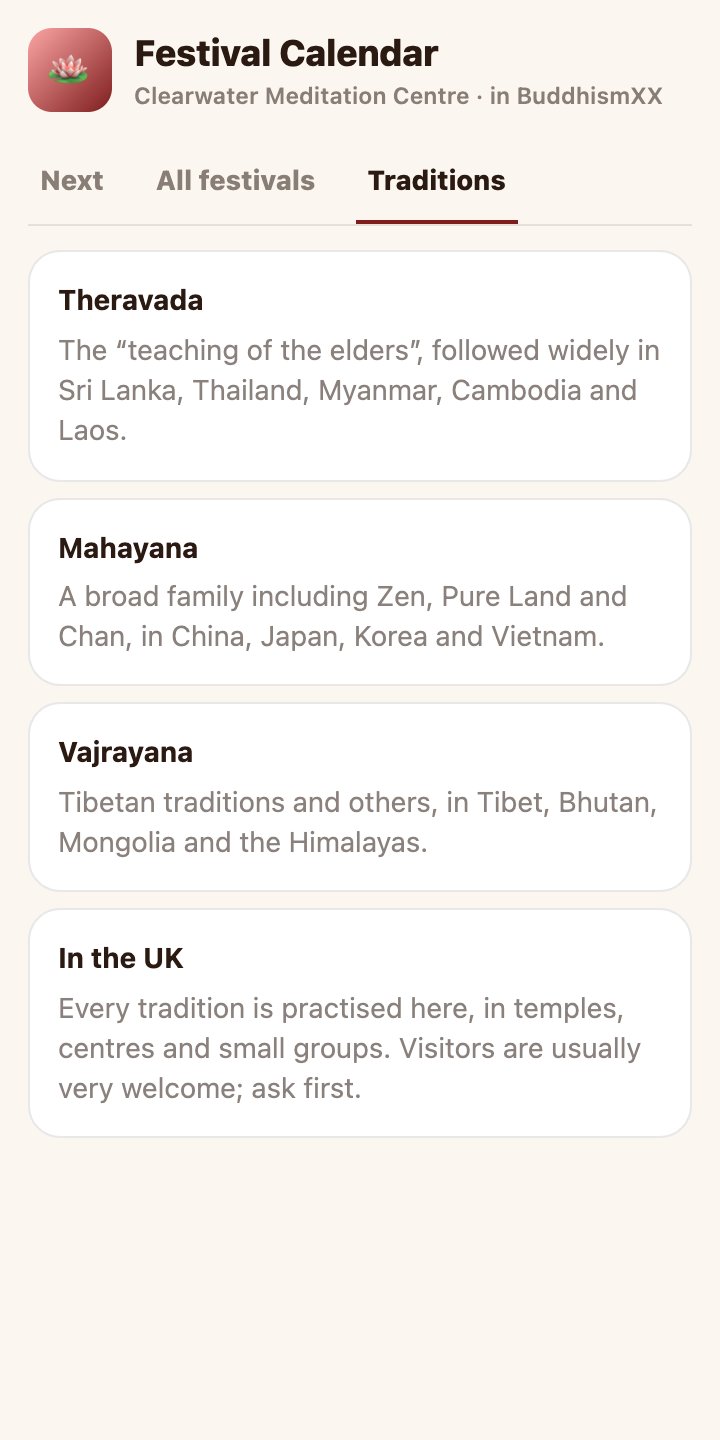 Festival Calendar
Clearwater Meditation Centre · in BuddhismXX
Next All festivals Traditions
Theravada
The “teaching of the elders”, followed widely in
Sri Lanka, Thailand, Myanmar, Cambodia and
Laos.
Mahayana
A broad family including Zen, Pure Land and
Chan, in China, Japan, Korea and Vietnam.
Vajrayana
Tibetan traditions and others, in Tibet, Bhutan,
Mongolia and the Himalayas.
In the UK
Every tradition is practised here, in temples,
centres and small groups. Visitors are usually
very welcome; ask first.